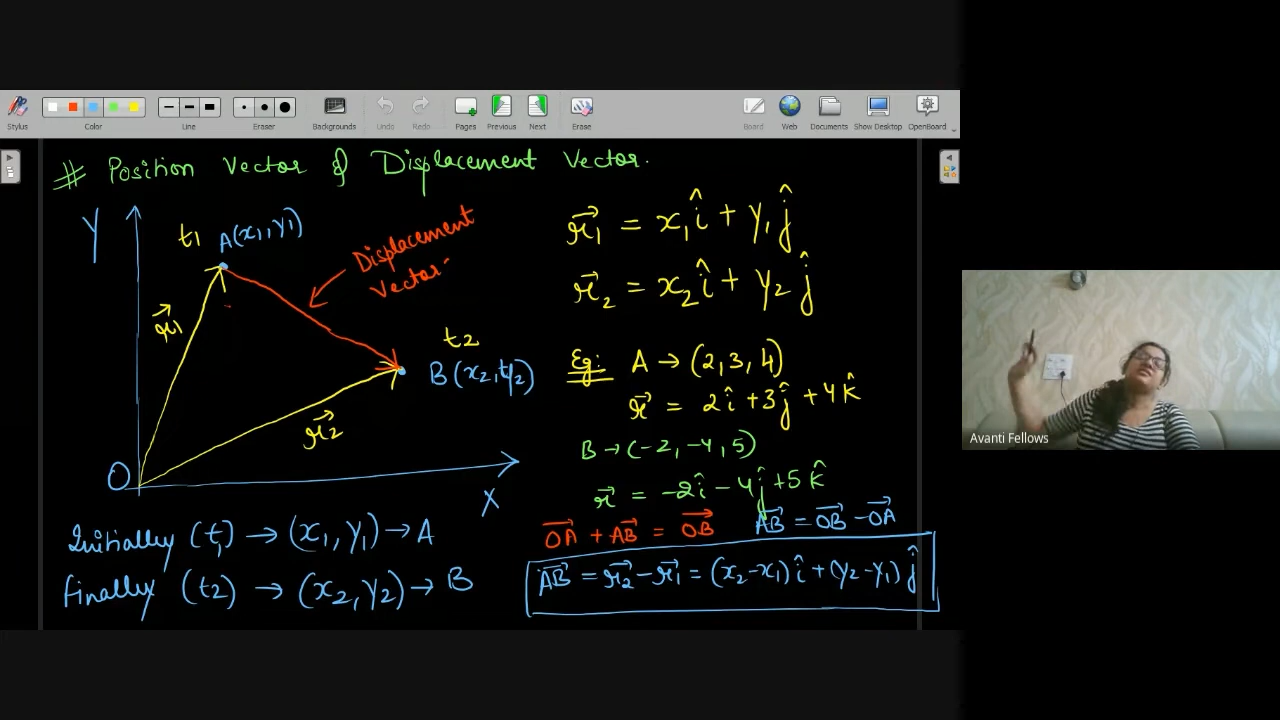 Stylus
Color
Line
Eraser
Backgrounds
Undo
Redo
Pages
Previous
Next
Erase
Board
Web
Documents
Show Desktop
OpenBoard
# Position Vector & Displacement Vector.
Y
t1
A(x1, y1)
Displacement
Vector
r⃗1
t2
B(x2, y2)
r⃗2
O
X
Initially (t1) → (x1, y1) → A
Finally (t2) → (x2, y2) → B
r⃗1 = x1î + y1ĵ
r⃗2 = x2î + y2ĵ
Eg: A → (2, 3, 4)
r⃗ = 2î + 3ĵ + 4k̂
B → (-2, -4, 5)
r⃗ = -2î - 4ĵ + 5k̂
OA⃗ + AB⃗ = OB⃗
AB⃗ = OB⃗ - OA⃗
AB⃗ = r⃗2 - r⃗1 = (x2 - x1)î + (y2 - y1)ĵ
Avanti Fellows